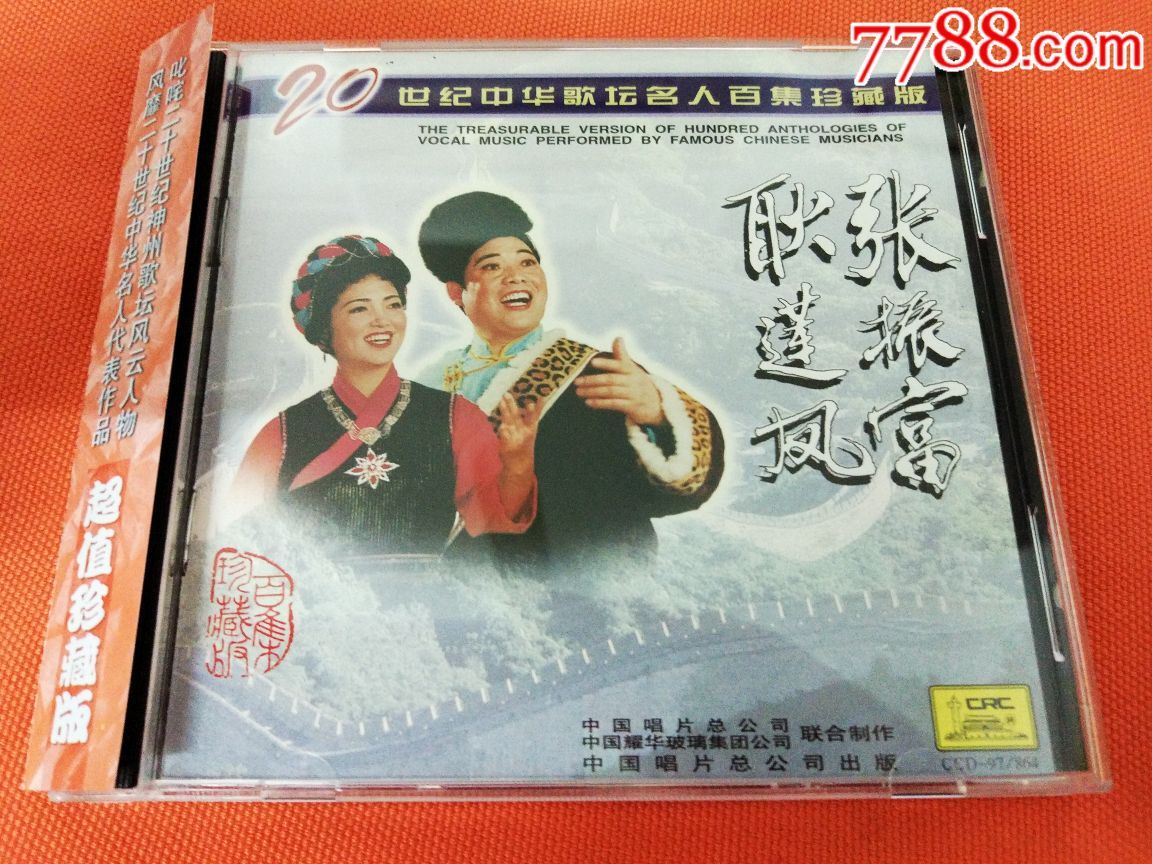 7788.com
叱咤二十世纪神州歌坛风云人物
风靡二十世纪中华名人代表作品
超值珍藏版
20世纪中华歌坛名人百集珍藏版
THE TREASURABLE VERSION OF HUNDRED ANTHOLOGIES OF
VOCAL MUSIC PERFORMED BY FAMOUS CHINESE MUSICIANS
张振富
耿莲凤
百集
珍藏版
中国唱片总公司
中国耀华玻璃集团公司 联合制作
中国唱片总公司出版
CRC
CCD-97/864